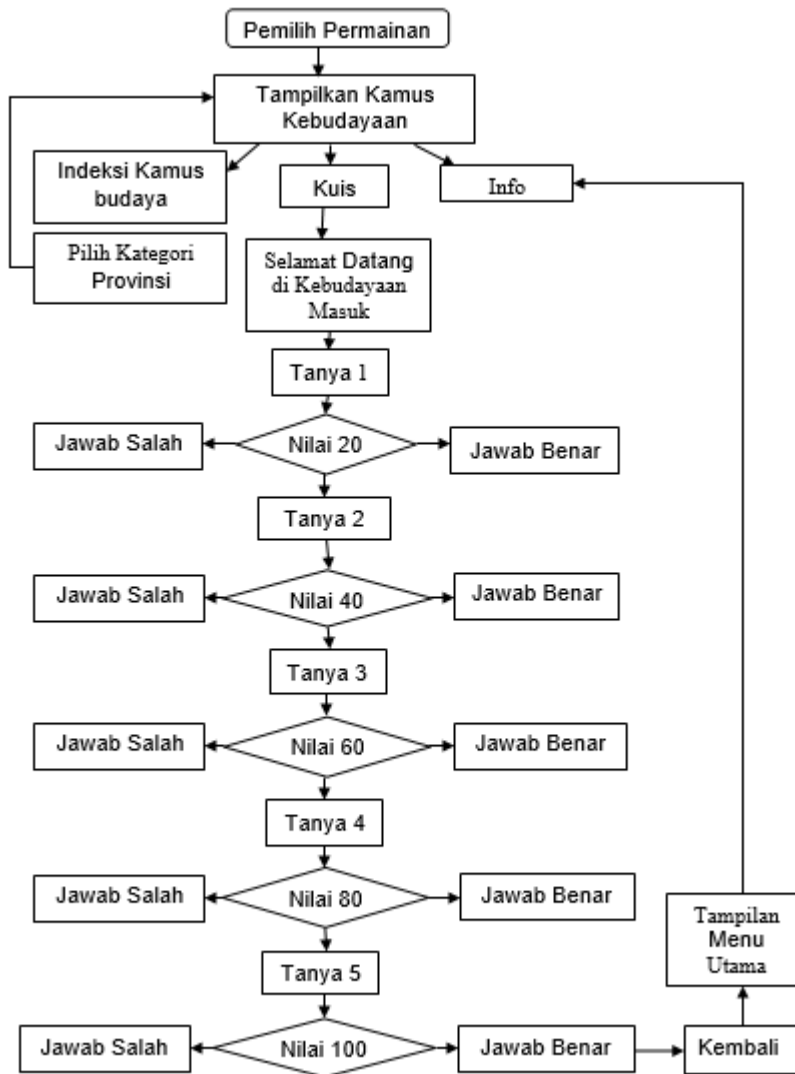 Pemilih Permainan
Tampilkan Kamus
Kebudayaan
Indeksi Kamus
budaya
Kuis
Info
Pilih Kategori
Provinsi
Selamat Datang
di Kebudayaan
Masuk
Tanya 1
Jawab Salah
Nilai 20
Jawab Benar
Tanya 2
Jawab Salah
Nilai 40
Jawab Benar
Tanya 3
Jawab Salah
Nilai 60
Jawab Benar
Tanya 4
Jawab Salah
Nilai 80
Jawab Benar
Tampilan
Menu
Utama
Tanya 5
Jawab Salah
Nilai 100
Jawab Benar
Kembali